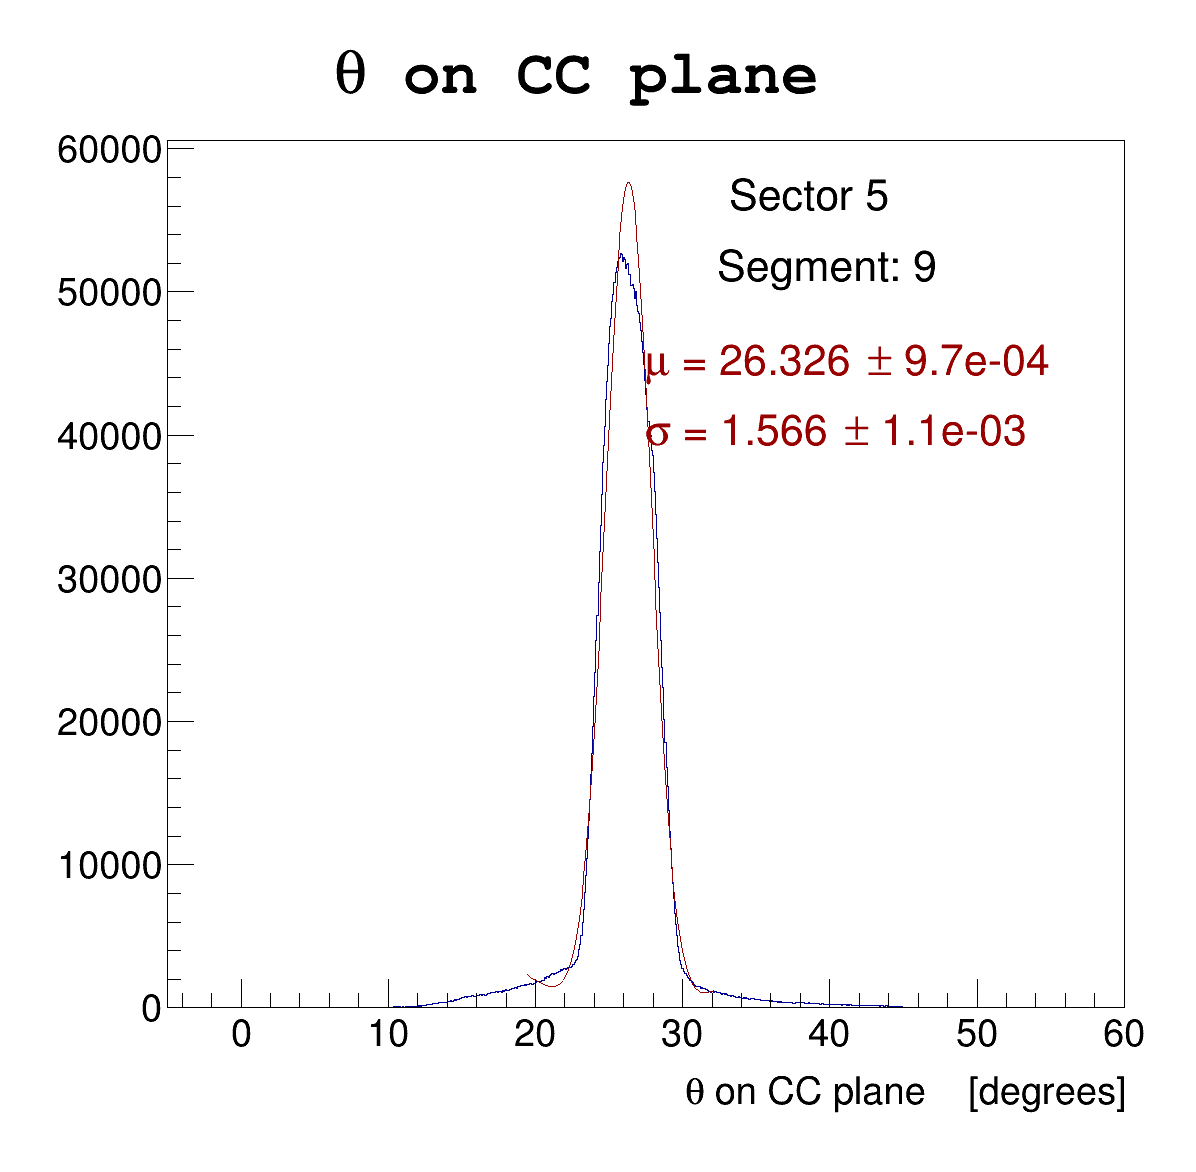 θ on CC plane
60000
50000
40000
30000
20000
10000
0
Sector 5
Segment: 9
μ = 26.326 ± 9.7e-04
σ = 1.566 ± 1.1e-03
0 10 20 30 40 50 60
θ on CC plane [degrees]